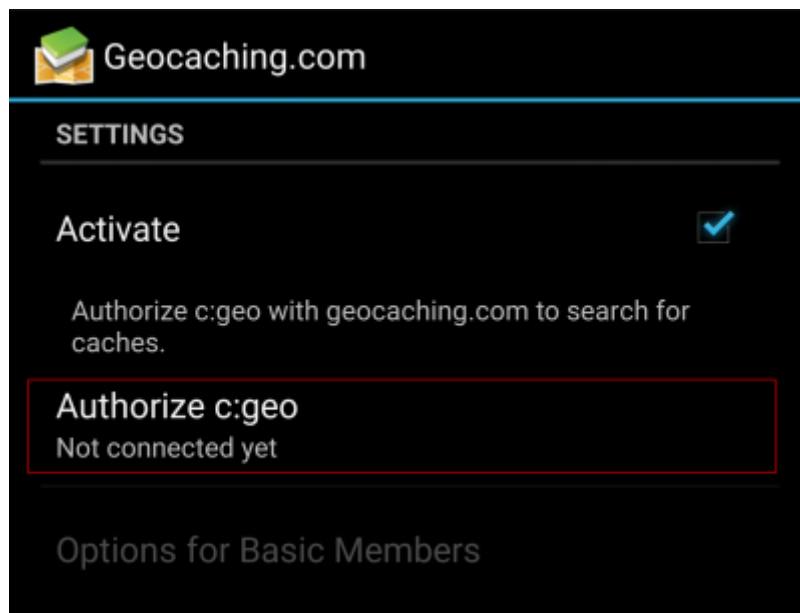 Geocaching.com
SETTINGS
Activate
Authorize c:geo with geocaching.com to search for
caches.
Authorize c:geo
Not connected yet
Options for Basic Members